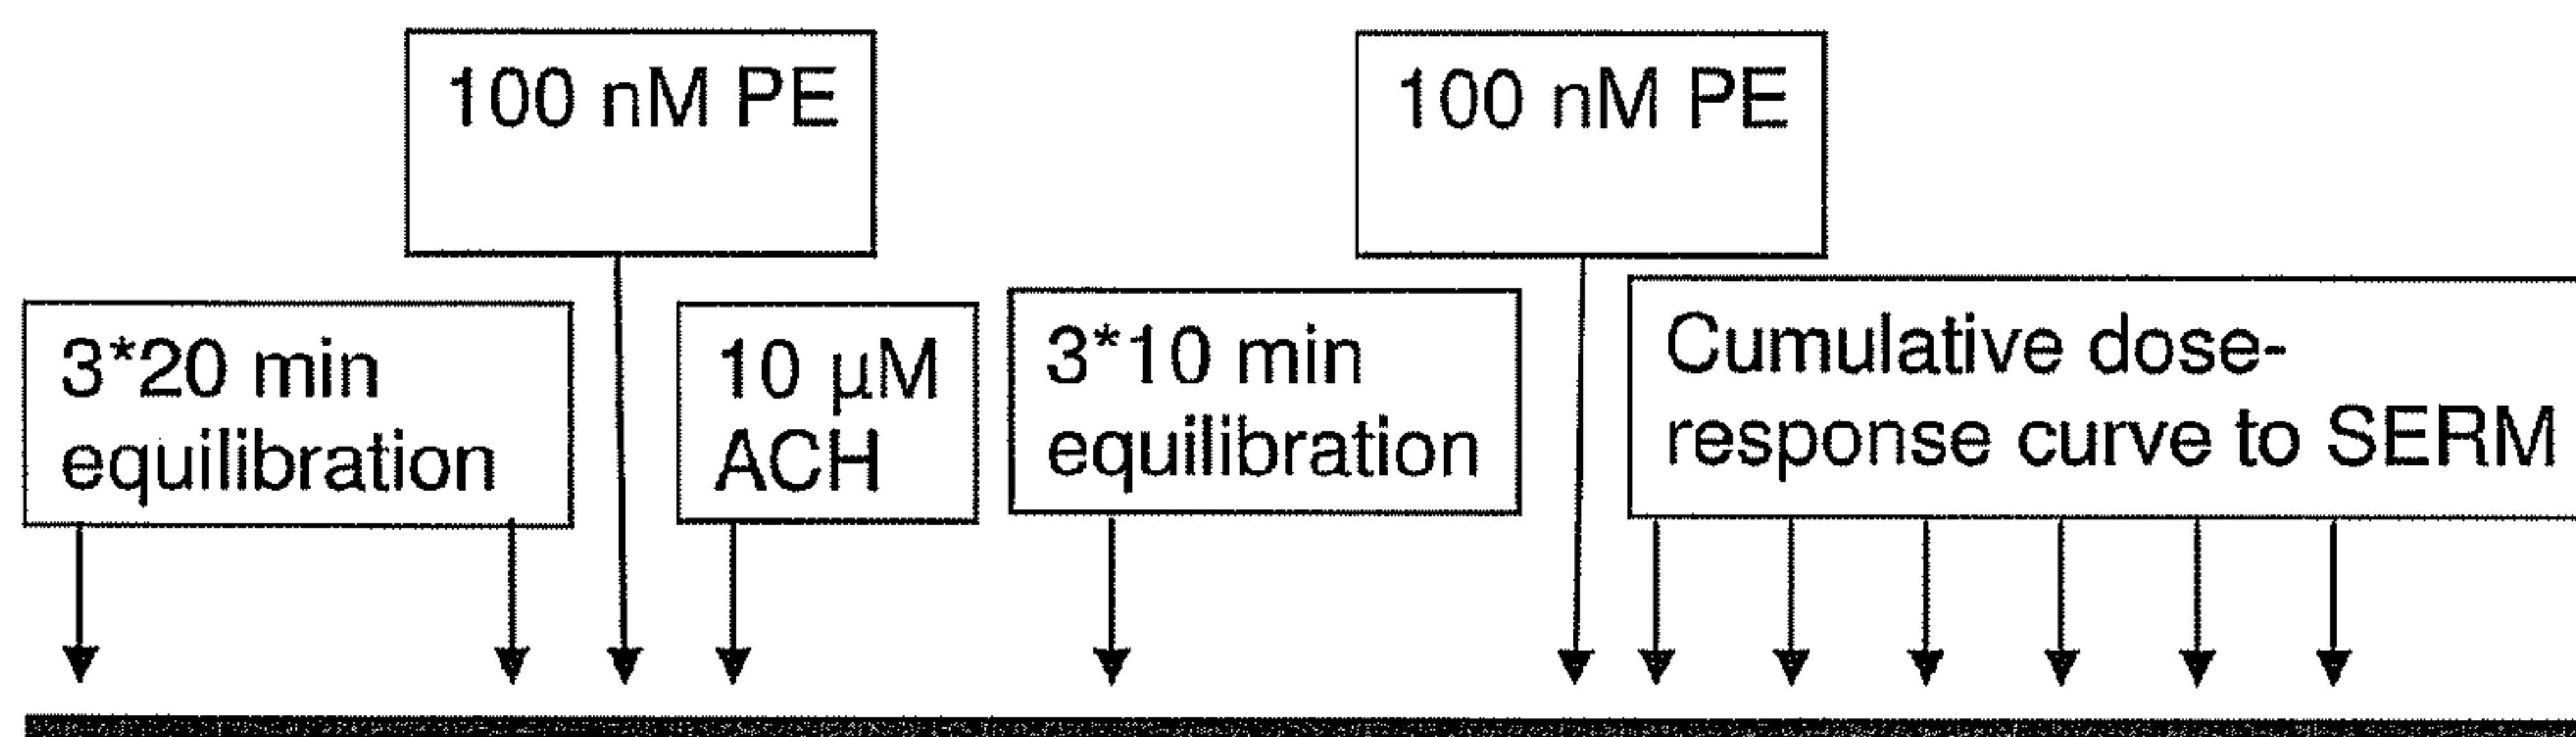 100 nM PE
100 nM PE
3*20 min
equilibration
10 µM
ACH
3*10 min
equilibration
Cumulative dose-
response curve to SERM